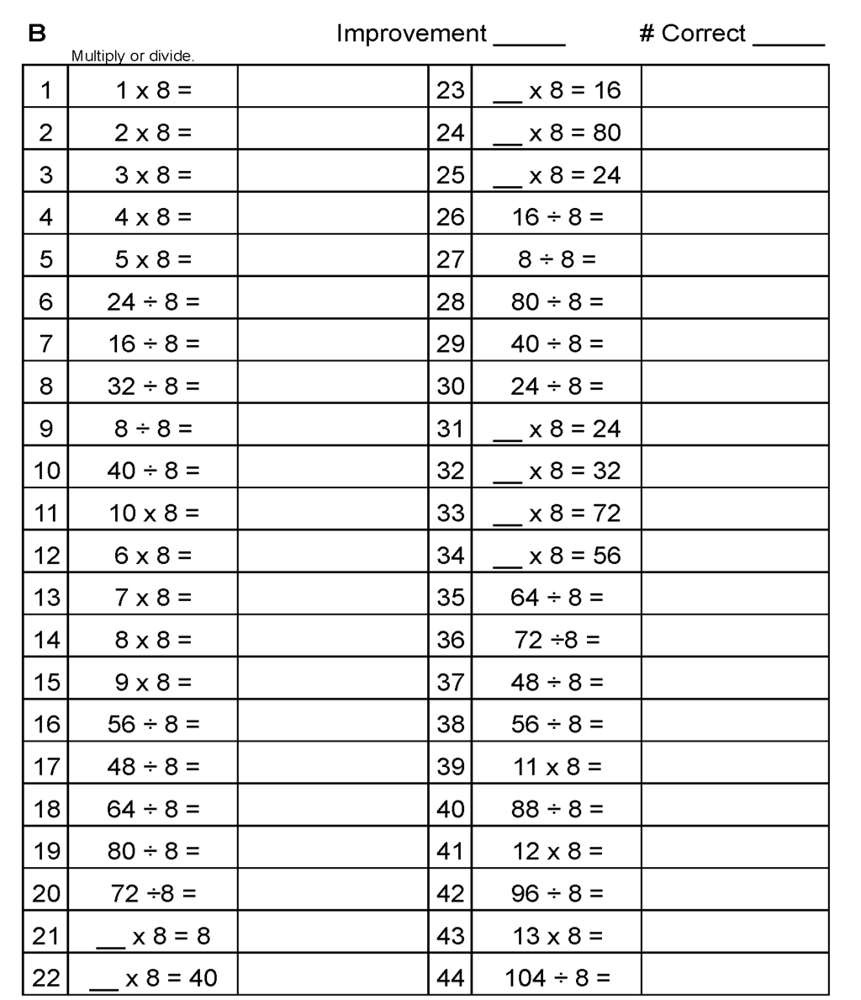 B Improvement _____ # Correct _____
Multiply or divide.
1 1 x 8 = 23 __ x 8 = 16
2 2 x 8 = 24 __ x 8 = 80
3 3 x 8 = 25 __ x 8 = 24
4 4 x 8 = 26 16 ÷ 8 =
5 5 x 8 = 27 8 ÷ 8 =
6 24 ÷ 8 = 28 80 ÷ 8 =
7 16 ÷ 8 = 29 40 ÷ 8 =
8 32 ÷ 8 = 30 24 ÷ 8 =
9 8 ÷ 8 = 31 __ x 8 = 24
10 40 ÷ 8 = 32 __ x 8 = 32
11 10 x 8 = 33 __ x 8 = 72
12 6 x 8 = 34 __ x 8 = 56
13 7 x 8 = 35 64 ÷ 8 =
14 8 x 8 = 36 72 ÷8 =
15 9 x 8 = 37 48 ÷ 8 =
16 56 ÷ 8 = 38 56 ÷ 8 =
17 48 ÷ 8 = 39 11 x 8 =
18 64 ÷ 8 = 40 88 ÷ 8 =
19 80 ÷ 8 = 41 12 x 8 =
20 72 ÷8 = 42 96 ÷ 8 =
21 __ x 8 = 8 43 13 x 8 =
22 __ x 8 = 40 44 104 ÷ 8 =